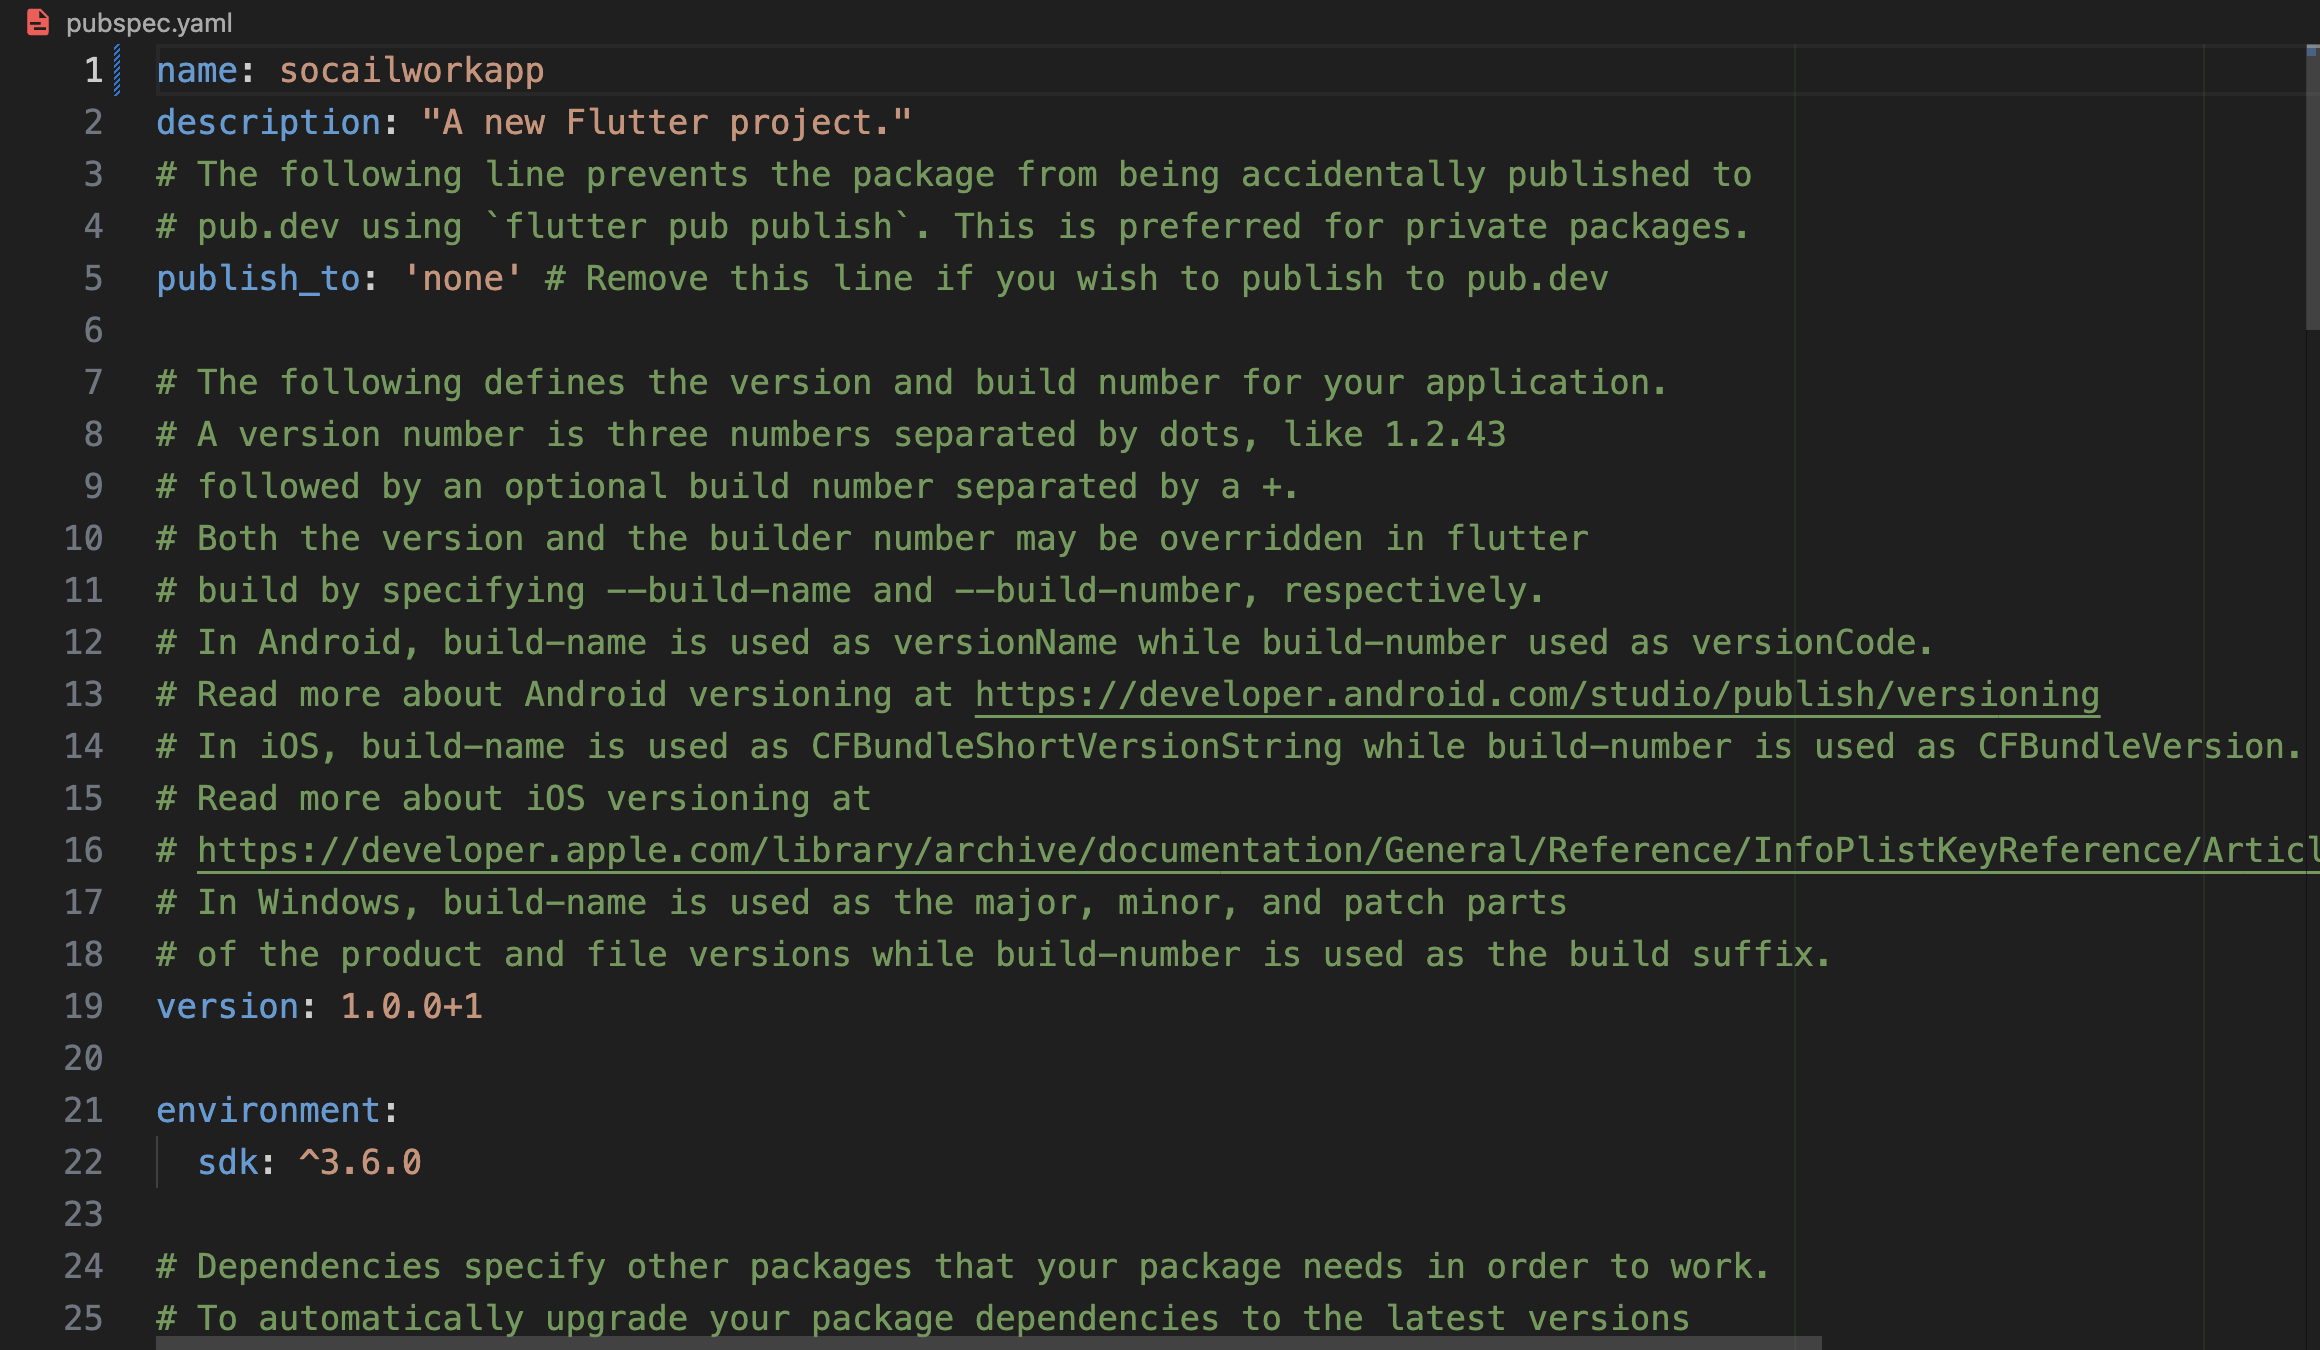 pubspec.yaml
1 name: socailworkapp
2 description: "A new Flutter project."
3 # The following line prevents the package from being accidentally published to
4 # pub.dev using `flutter pub publish`. This is preferred for private packages.
5 publish_to: 'none' # Remove this line if you wish to publish to pub.dev
6
7 # The following defines the version and build number for your application.
8 # A version number is three numbers separated by dots, like 1.2.43
9 # followed by an optional build number separated by a +.
10 # Both the version and the builder number may be overridden in flutter
11 # build by specifying --build-name and --build-number, respectively.
12 # In Android, build-name is used as versionName while build-number used as versionCode.
13 # Read more about Android versioning at https://developer.android.com/studio/publish/versioning
14 # In iOS, build-name is used as CFBundleShortVersionString while build-number is used as CFBundleVersion.
15 # Read more about iOS versioning at
16 # https://developer.apple.com/library/archive/documentation/General/Reference/InfoPlistKeyReference/Articl
17 # In Windows, build-name is used as the major, minor, and patch parts
18 # of the product and file versions while build-number is used as the build suffix.
19 version: 1.0.0+1
20
21 environment:
22   sdk: ^3.6.0
23
24 # Dependencies specify other packages that your package needs in order to work.
25 # To automatically upgrade your package dependencies to the latest versions